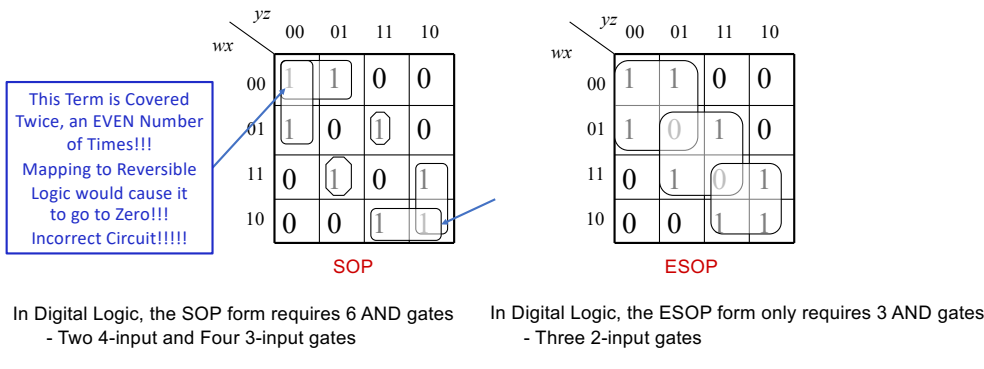 yz
00 01 11 10
wx
00 1 1 0 0
01 1 0 1 0
11 0 1 0 1
10 0 0 1 1
SOP
This Term is Covered
Twice, an EVEN Number
of Times!!!
Mapping to Reversible
Logic would cause it
to go to Zero!!!
Incorrect Circuit!!!!!
In Digital Logic, the SOP form requires 6 AND gates
- Two 4-input and Four 3-input gates
yz
00 01 11 10
wx
00 1 1 0 0
01 1 0 1 0
11 0 1 0 1
10 0 0 1 1
ESOP
In Digital Logic, the ESOP form only requires 3 AND gates
- Three 2-input gates